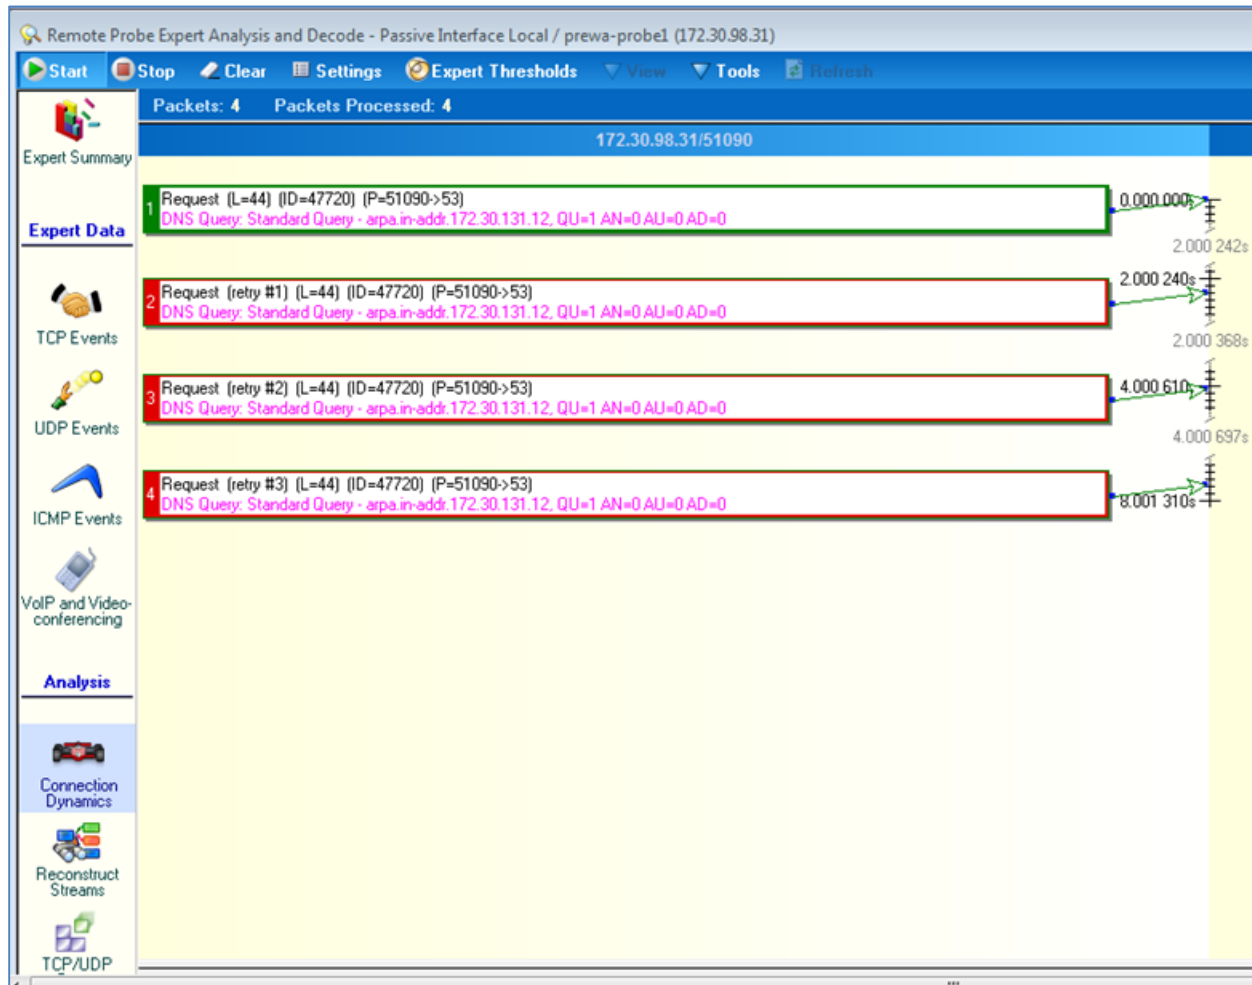 Remote Probe Expert Analysis and Decode - Passive Interface Local / prewa-probe1 (172.30.98.31)
Start Stop Clear Settings Expert Thresholds View Tools Refresh
Packets: 4 Packets Processed: 4
172.30.98.31/51090
Expert Summary
Expert Data
TCP Events
UDP Events
ICMP Events
VoIP and Video-
conferencing
Analysis
Connection
Dynamics
Reconstruct
Streams
TCP/UDP
1 Request (L=44) (ID=47720) (P=51090->53)
DNS Query: Standard Query - arpa.in-addr.172.30.131.12, QU=1 AN=0 AU=0 AD=0
0.000 000s
2.000 242s
2 Request (retry #1) (L=44) (ID=47720) (P=51090->53)
DNS Query: Standard Query - arpa.in-addr.172.30.131.12, QU=1 AN=0 AU=0 AD=0
2.000 240s
2.000 368s
3 Request (retry #2) (L=44) (ID=47720) (P=51090->53)
DNS Query: Standard Query - arpa.in-addr.172.30.131.12, QU=1 AN=0 AU=0 AD=0
4.000 610s
4.000 697s
4 Request (retry #3) (L=44) (ID=47720) (P=51090->53)
DNS Query: Standard Query - arpa.in-addr.172.30.131.12, QU=1 AN=0 AU=0 AD=0
8.001 310s